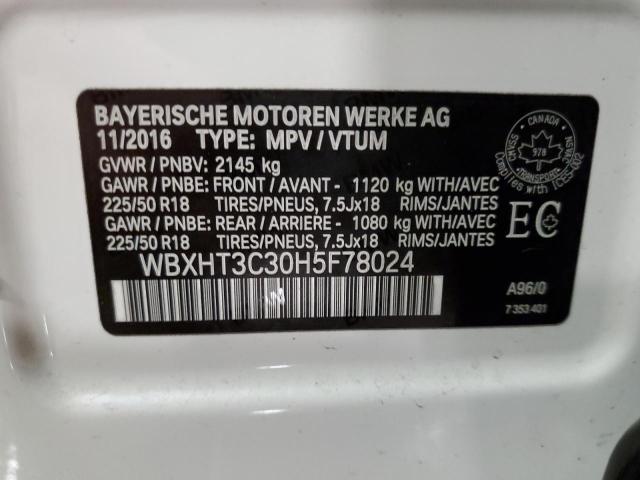 BAYERISCHE MOTOREN WERKE AG
11/2016 TYPE: MPV / VTUM
GVWR / PNBV: 2145 kg
GAWR / PNBE: FRONT / AVANT - 1120 kg WITH/AVEC
225/50 R18 TIRES/PNEUS, 7.5Jx18 RIMS/JANTES
GAWR / PNBE: REAR / ARRIERE - 1080 kg WITH/AVEC
225/50 R18 TIRES/PNEUS, 7.5Jx18 RIMS/JANTES
WBXHT3C30H5F78024
CANADA
978
TRANSPORT
EC
A96/0
7 353 401